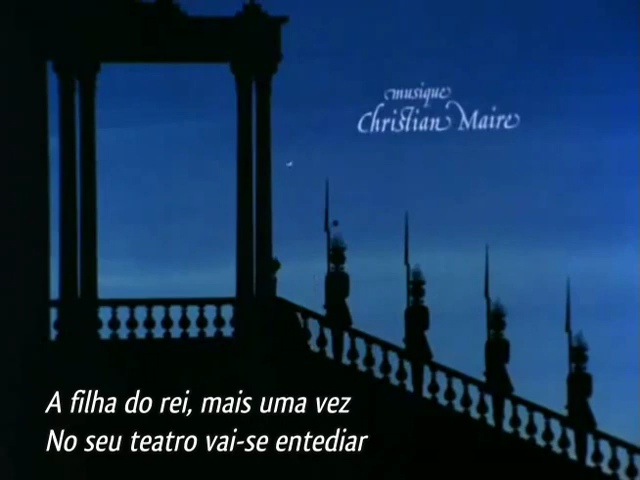 musique
Christian Maire
A filha do rei, mais uma vez
No seu teatro vai-se entediar